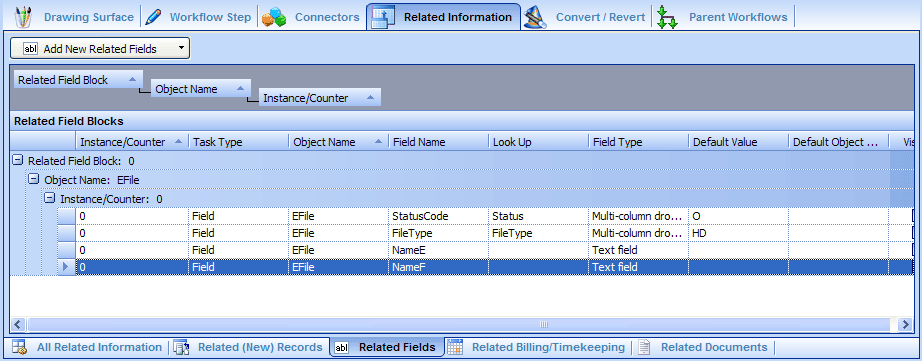 Drawing Surface Workflow Step Connectors Related Information Convert / Revert Parent Workflows
abl Add New Related Fields
Related Field Block
Object Name
Instance/Counter
Related Field Blocks
Instance/Counter Task Type Object Name Field Name Look Up Field Type Default Value Default Object ... Vis
Related Field Block: 0
Object Name: EFile
Instance/Counter: 0
0 Field EFile StatusCode Status Multi-column dro... O
0 Field EFile FileType FileType Multi-column dro... HD
0 Field EFile NameE Text field
0 Field EFile NameF Text field
All Related Information Related (New) Records abl Related Fields Related Billing/Timekeeping Related Documents